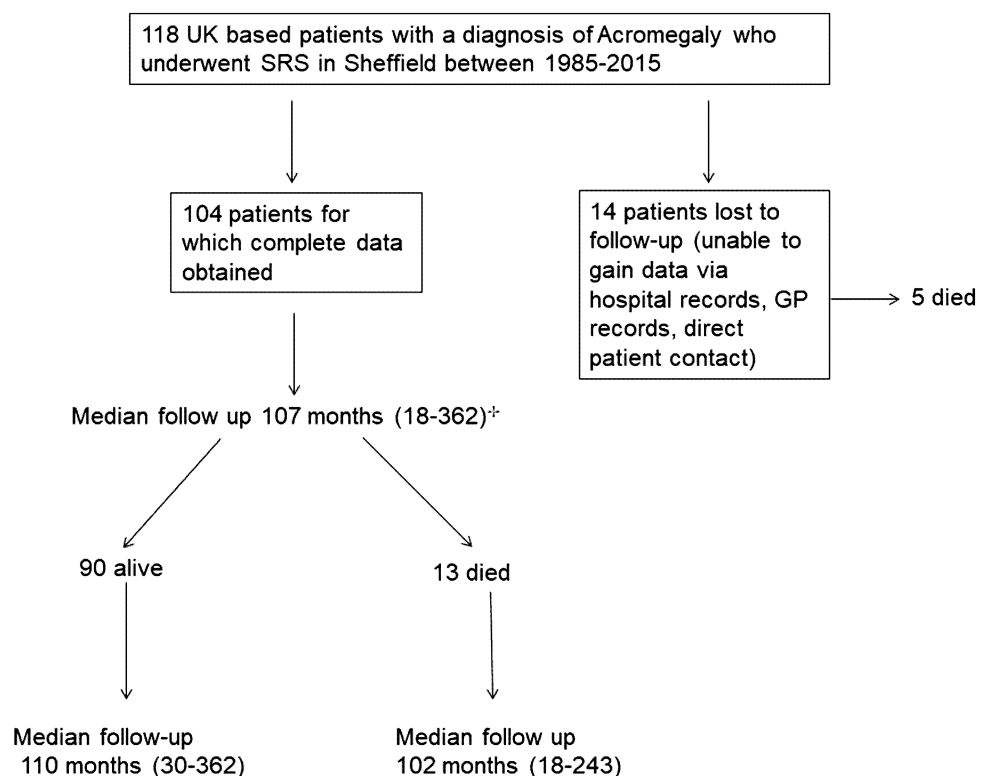 118 UK based patients with a diagnosis of Acromegaly who
underwent SRS in Sheffield between 1985-2015
104 patients for
which complete data
obtained
14 patients lost to
follow-up (unable to
gain data via
hospital records, GP
records, direct
patient contact)
5 died
Median follow up 107 months (18-362)⊹
90 alive
13 died
Median follow-up
110 months (30-362)
Median follow up
102 months (18-243)